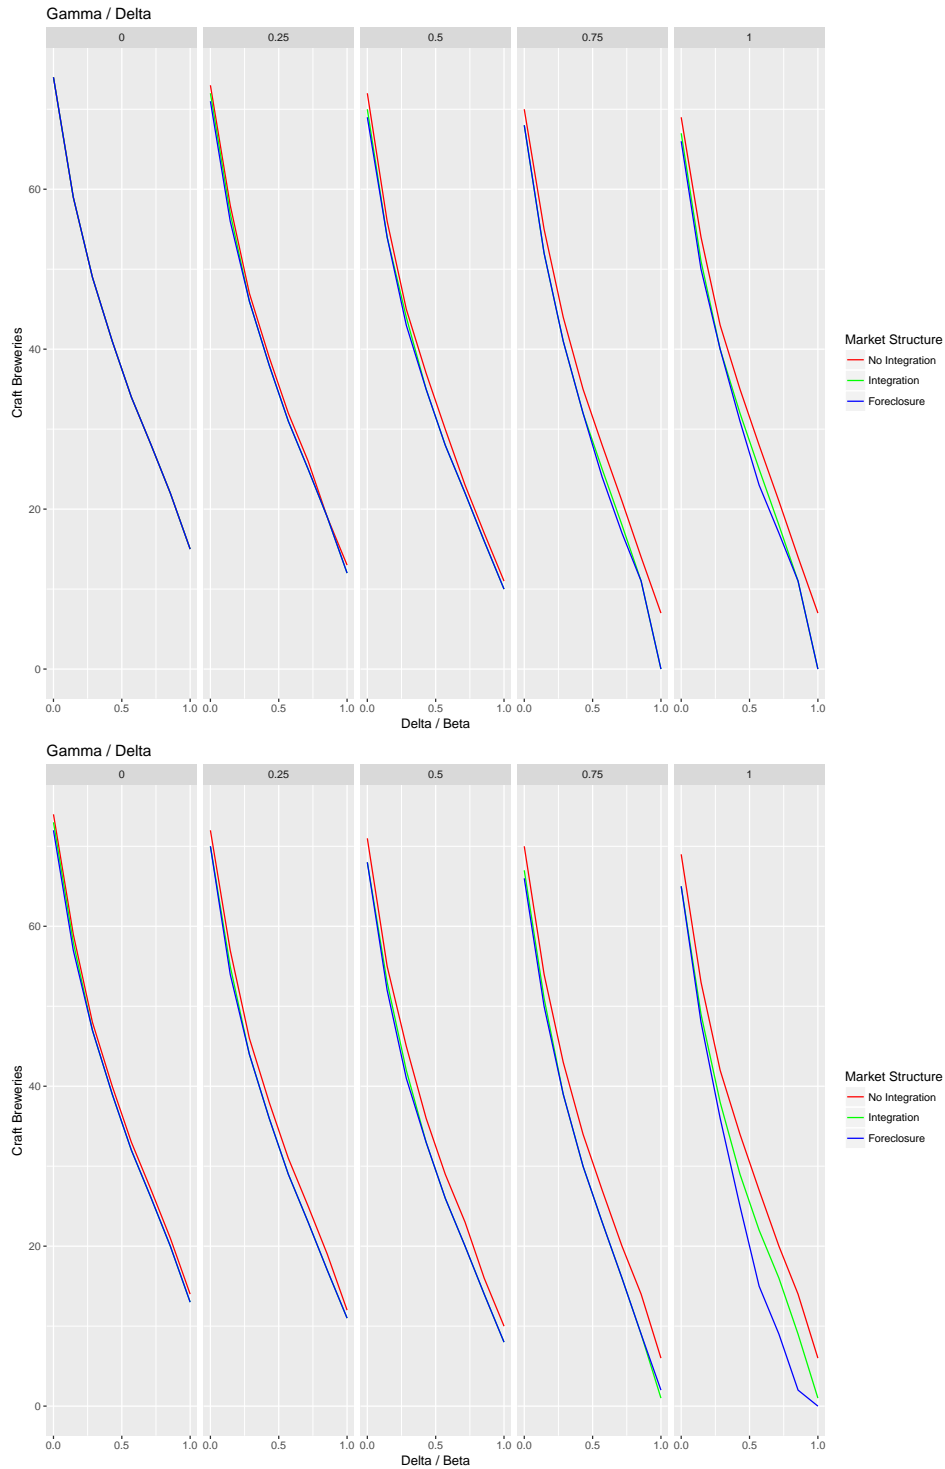 Gamma / Delta
0 0.25 0.5 0.75 1
60
40
20
0
Craft Breweries
0.0 0.5 1.0 0.0 0.5 1.0 0.0 0.5 1.0 0.0 0.5 1.0 0.0 0.5 1.0
Delta / Beta
Market Structure
No Integration
Integration
Foreclosure
Gamma / Delta
0 0.25 0.5 0.75 1
60
40
20
0
Craft Breweries
0.0 0.5 1.0 0.0 0.5 1.0 0.0 0.5 1.0 0.0 0.5 1.0 0.0 0.5 1.0
Delta / Beta
Market Structure
No Integration
Integration
Foreclosure